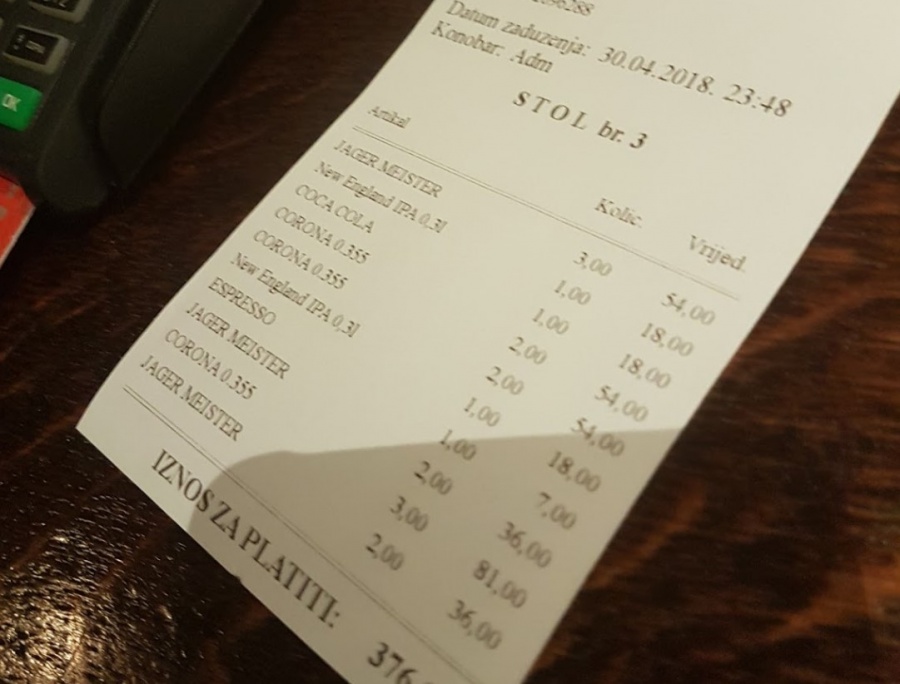 Datum zaduzenja: 30.04.2018. 23:48
Konobar: Adm
STOL br. 3
Artikal Kolic. Vrijed.
JAGER MEISTER 3,00 54,00
New England IPA 0,3l 1,00 18,00
COCA COLA 1,00 18,00
CORONA 0.355 2,00 54,00
CORONA 0.355 2,00 54,00
New England IPA 0,3l 1,00 18,00
ESPRESSO 1,00 7,00
JAGER MEISTER 2,00 36,00
CORONA 0.355 3,00 81,00
JAGER MEISTER 2,00 36,00
IZNOS ZA PLATITI: 376,
OK